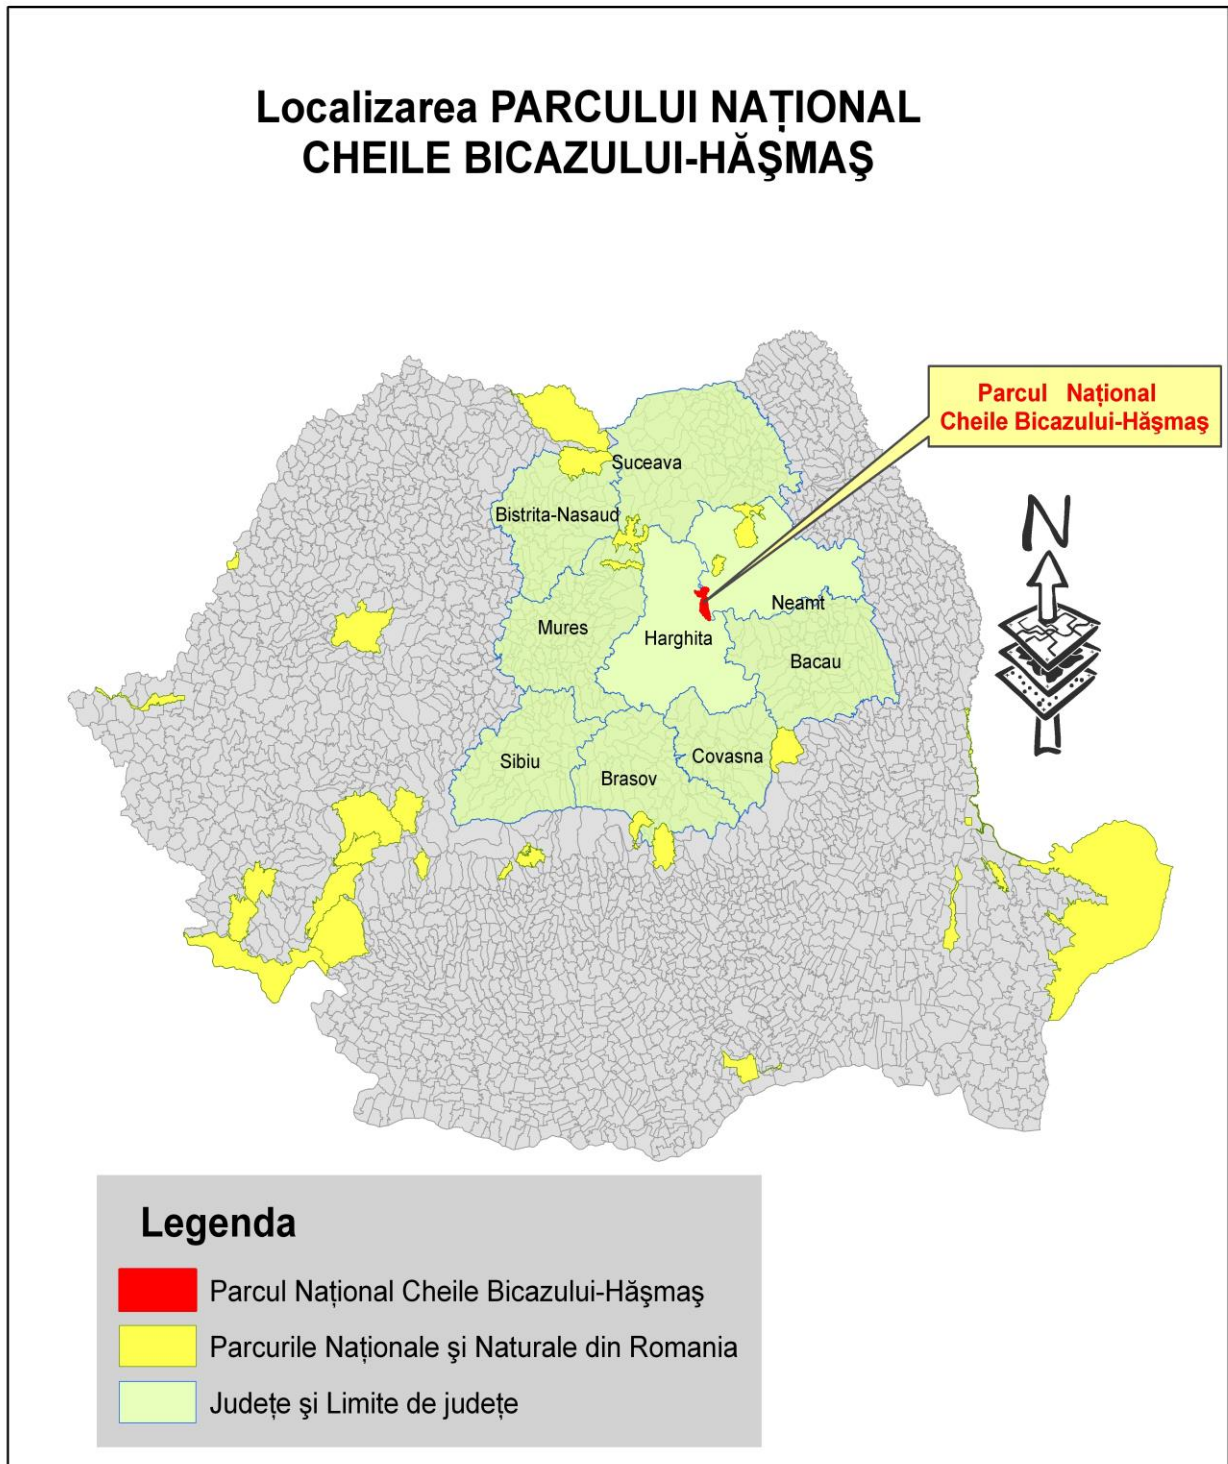 Localizarea PARCULUI NAȚIONAL
CHEILE BICAZULUI-HĂŞMAŞ
Parcul Național
Cheile Bicazului-Hăşmaş
N
Suceava
Bistrita-Nasaud
Neamt
Mures
Harghita
Bacau
Covasna
Sibiu
Brasov
Legenda
Parcul Național Cheile Bicazului-Hăşmaş
Parcurile Naționale şi Naturale din Romania
Județe şi Limite de județe